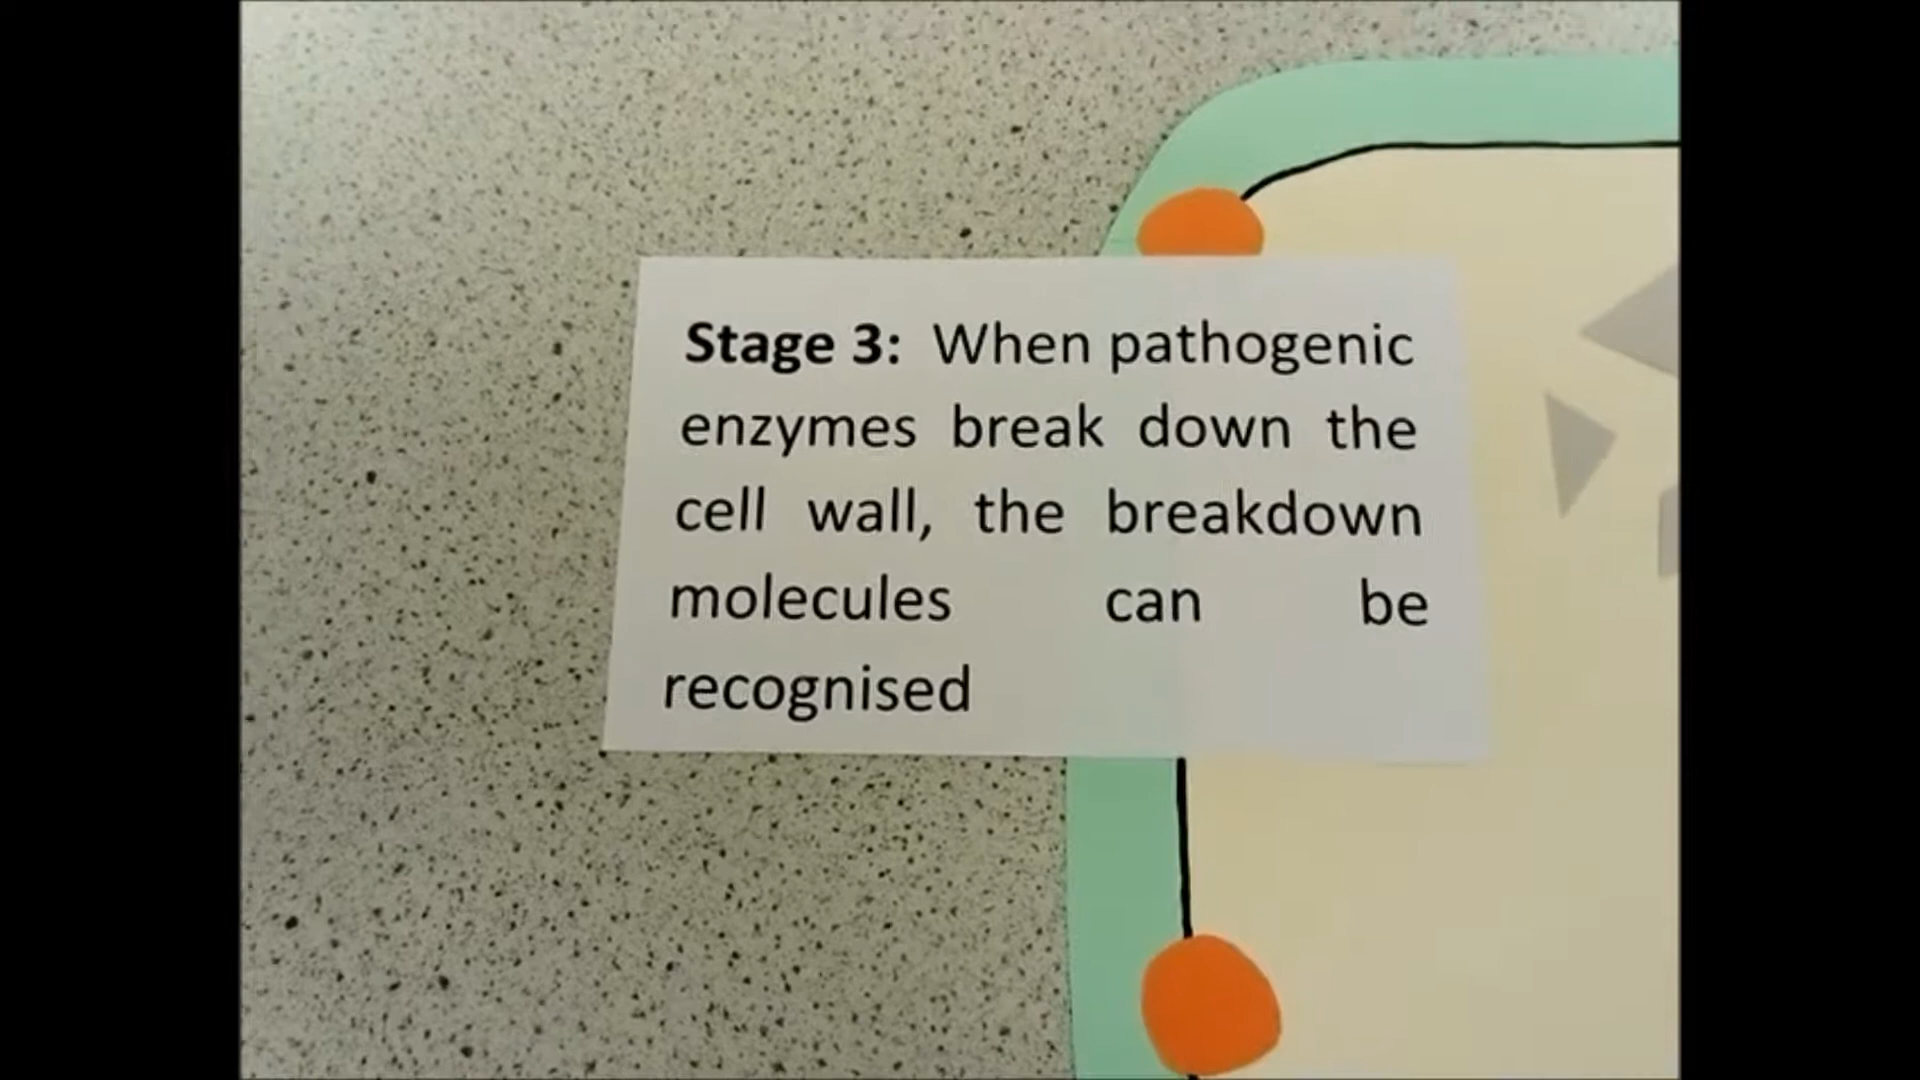 Stage 3: When pathogenic
enzymes break down the
cell wall, the breakdown
molecules can be
recognised